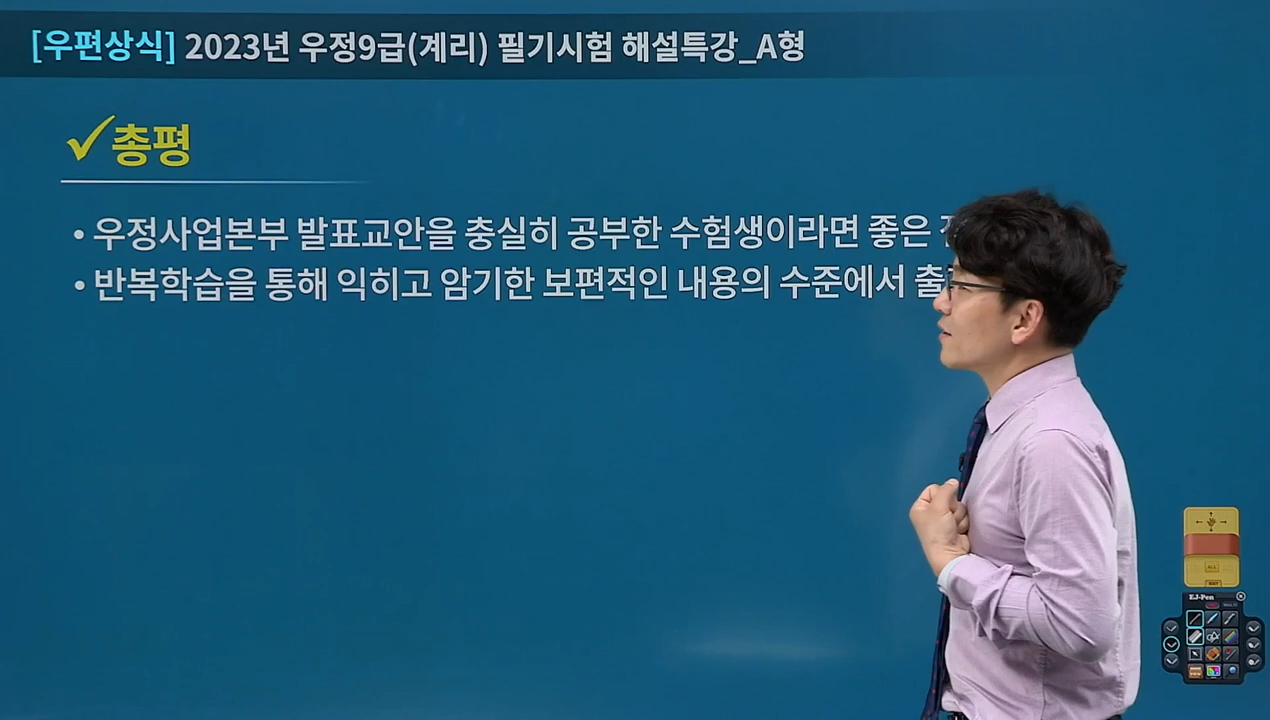 [우편상식] 2023년 우정9급(계리) 필기시험 해설특강_A형
✓총평
• 우정사업본부 발표교안을 충실히 공부한 수험생이라면 좋은
• 반복학습을 통해 익히고 암기한 보편적인 내용의 수준에서
ALL
EXIT
EJ-Pen